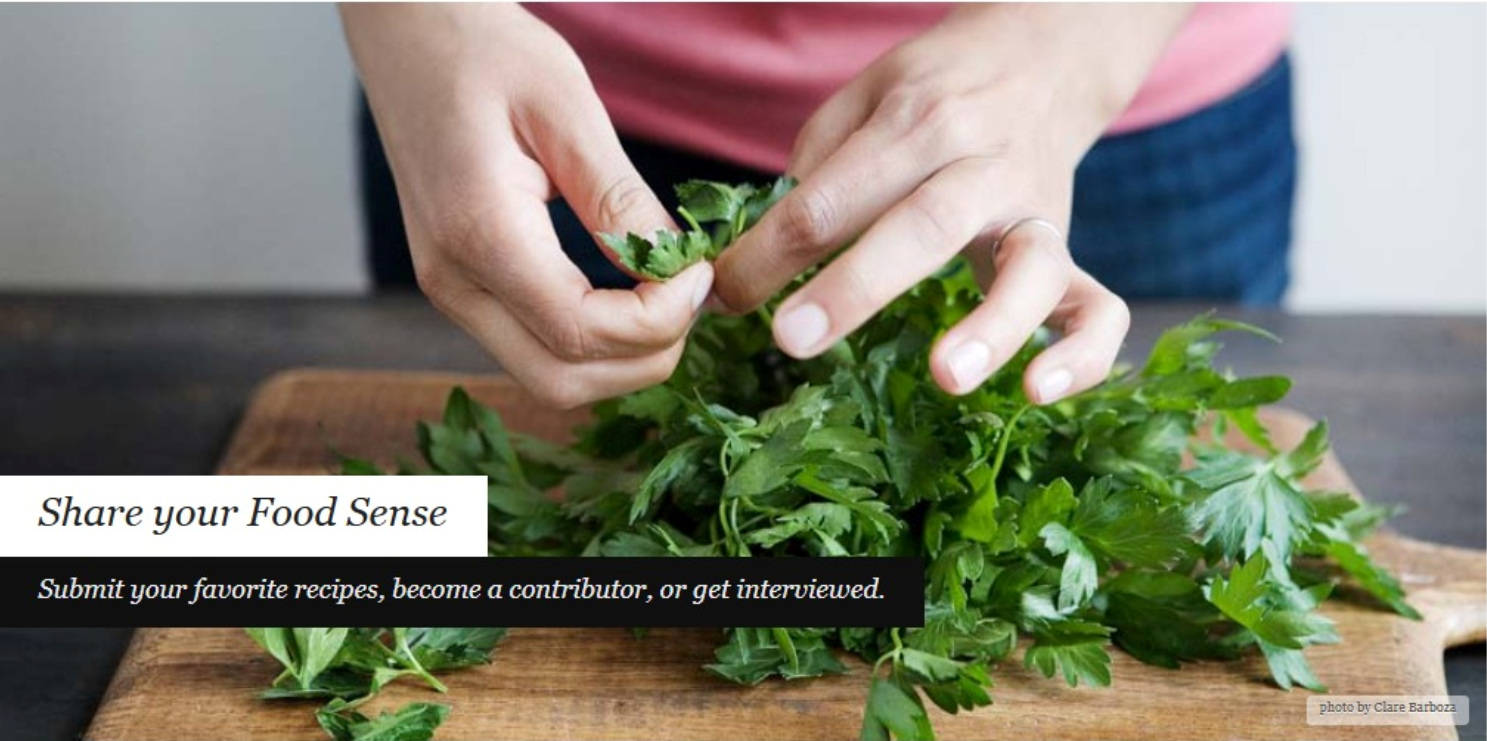 Share your Food Sense
Submit your favorite recipes, become a contributor, or get interviewed.
photo by Clare Barboza